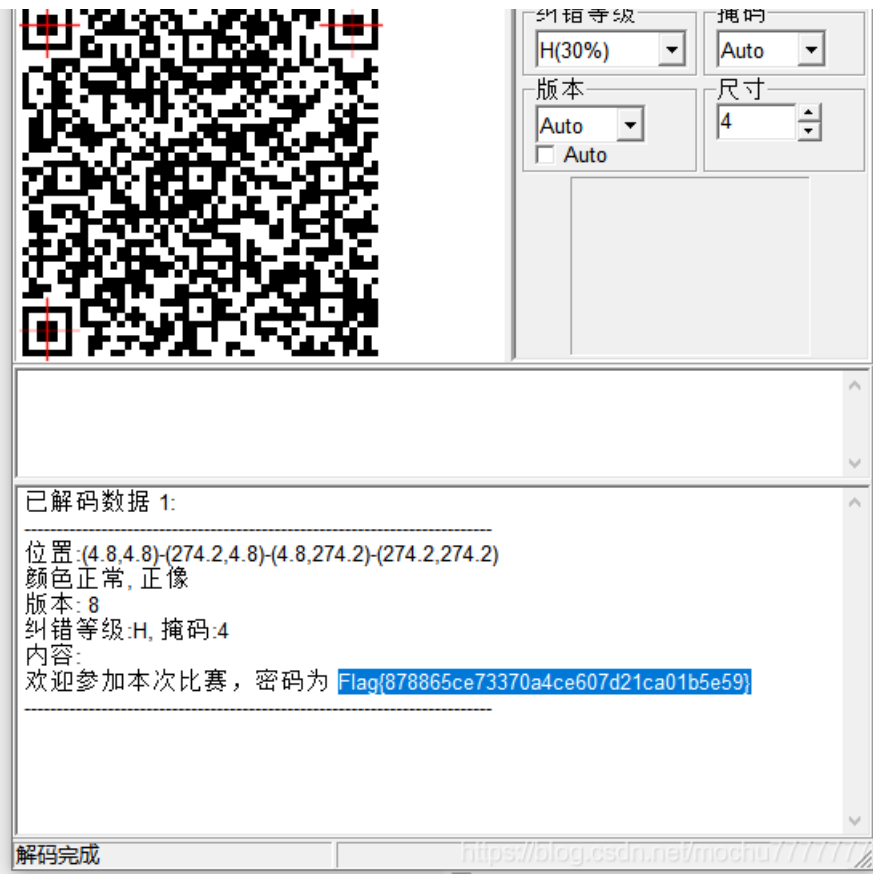 纠错等级
掩码
H(30%)
Auto
版本
尺寸
Auto
4
Auto
已解码数据 1:
位置:(4.8,4.8)-(274.2,4.8)-(4.8,274.2)-(274.2,274.2)
颜色正常, 正像
版本: 8
纠错等级:H, 掩码:4
内容:
欢迎参加本次比赛，密码为 Flag{878865ce73370a4ce607d21ca01b5e59}
解码完成
https://blog.csdn.net/mochu7777777